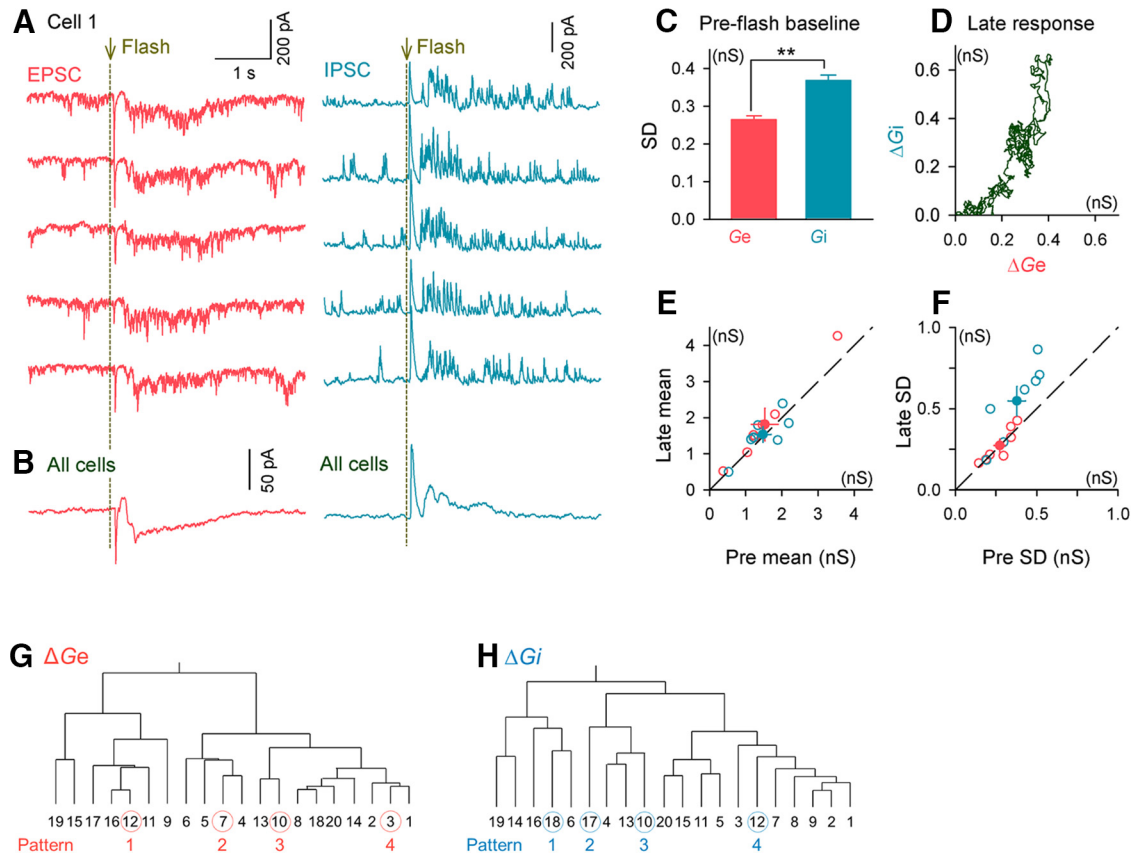 A Cell 1
Flash
1 s
200 pA
Flash
200 pA
EPSC
IPSC
B All cells
50 pA
All cells
C Pre-flash baseline
(nS)
**
0.4
0.3
0.2
0.1
0.0
SD
Ge
Gi
D Late response
(nS)
0.6
0.4
0.2
0.0
ΔGi
(nS)
0.0 0.2 0.4 0.6
ΔGe
E
(nS)
4
3
2
1
0
Late mean
(nS)
0 1 2 3 4
Pre mean (nS)
F
1.0
(nS)
0.5
0.0
Late SD
(nS)
0.0 0.5 1.0
Pre SD (nS)
G ΔGe
19 15 17 16 12 11 9 6 5 7 4 13 10 8 18 20 14 2 3 1
Pattern 1 2 3 4
H ΔGi
19 14 16 18 6 17 4 13 10 20 15 11 5 3 12 7 8 9 2 1
Pattern 1 2 3 4